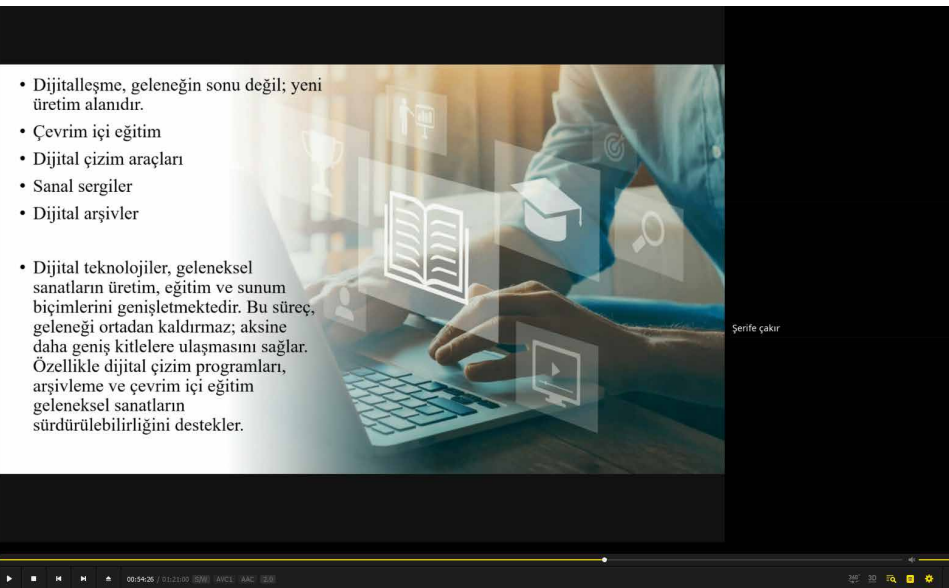 • Dijitalleşme, geleneğin sonu değil; yeni
üretim alanıdır.
• Çevrim içi eğitim
• Dijital çizim araçları
• Sanal sergiler
• Dijital arşivler
• Dijital teknolojiler, geleneksel
sanatların üretim, eğitim ve sunum
biçimlerini genişletmektedir. Bu süreç,
geleneği ortadan kaldırmaz; aksine
daha geniş kitlelere ulaşmasını sağlar.
Özellikle dijital çizim programları,
arşivleme ve çevrim içi eğitim
geleneksel sanatların
sürdürülebilirliğini destekler.
Şerife çakır
00:54:26 / 01:21:00 S/W AVC1 AAC 2.0
360° 3D